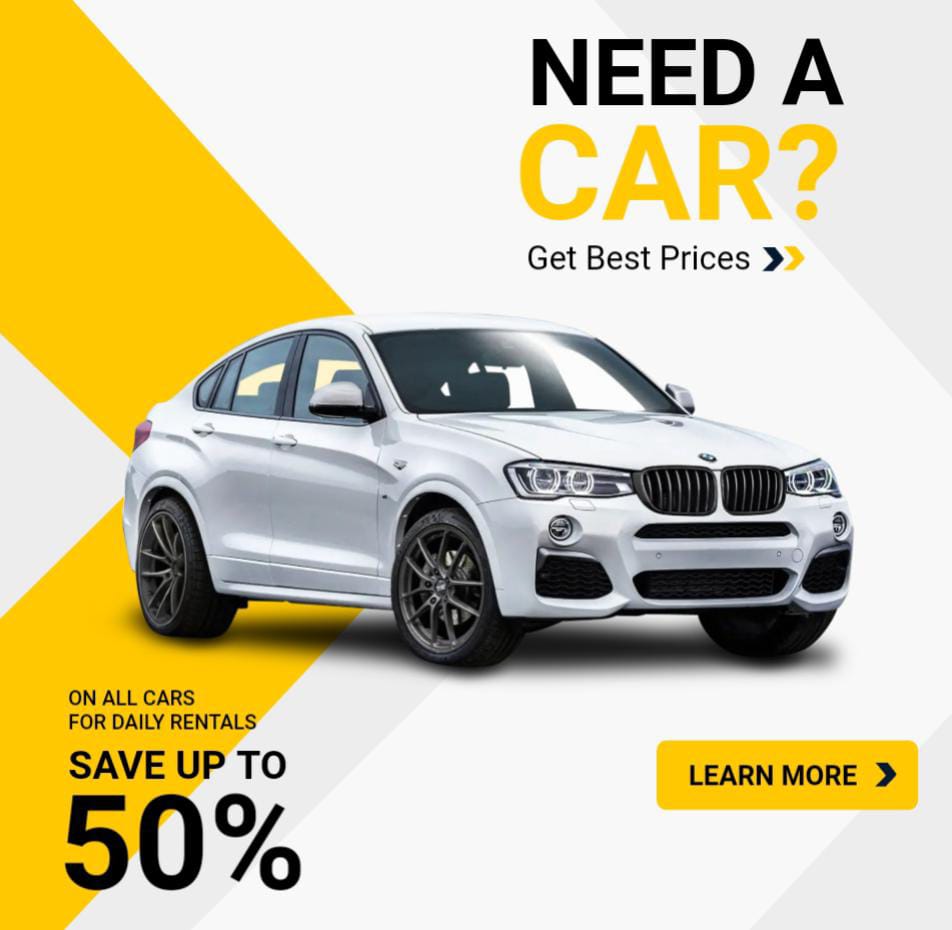 NEED A
CAR?
Get Best Prices
ON ALL CARS
FOR DAILY RENTALS
SAVE UP TO
50%
LEARN MORE